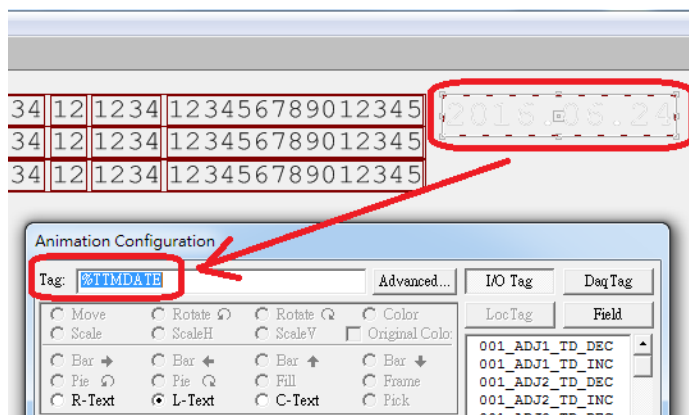 34 12 1234 123456789012345 2016.05.24
34 12 1234 123456789012345
34 12 1234 123456789012345
Animation Configuration
Tag: %TTMDATE Advanced... I/O Tag DaqTag
Move Rotate Rotate Color LocTag Field
Scale ScaleH ScaleV Original Color
Bar Bar Bar Bar 001_ADJ1_TD_DEC
Pie Pie Fill Frame 001_ADJ1_TD_INC
R-Text L-Text C-Text Pick 001_ADJ2_TD_DEC
001_ADJ2_TD_INC